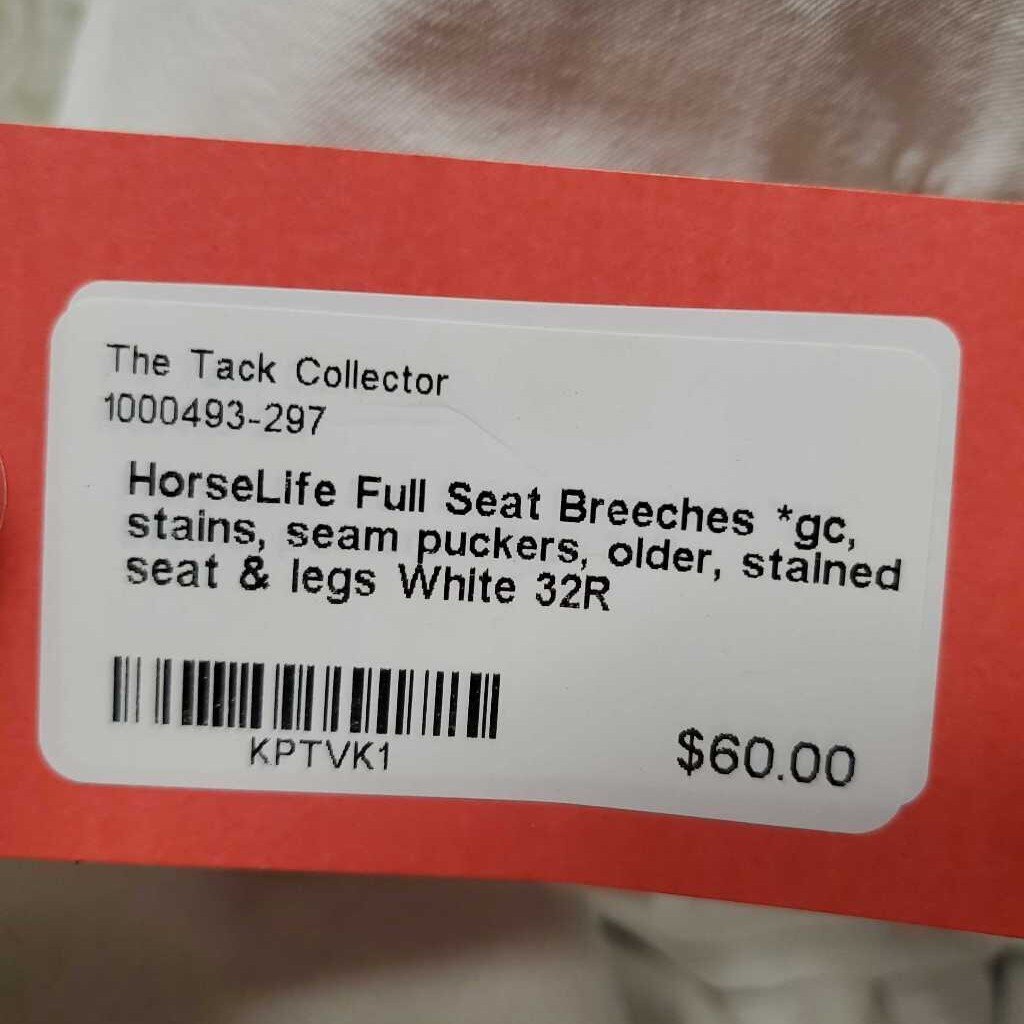 The Tack Collector
1000493-297
HorseLife Full Seat Breeches *gc,
stains, seam puckers, older, stained
seat & legs White 32R
KPTVK1
$60.00